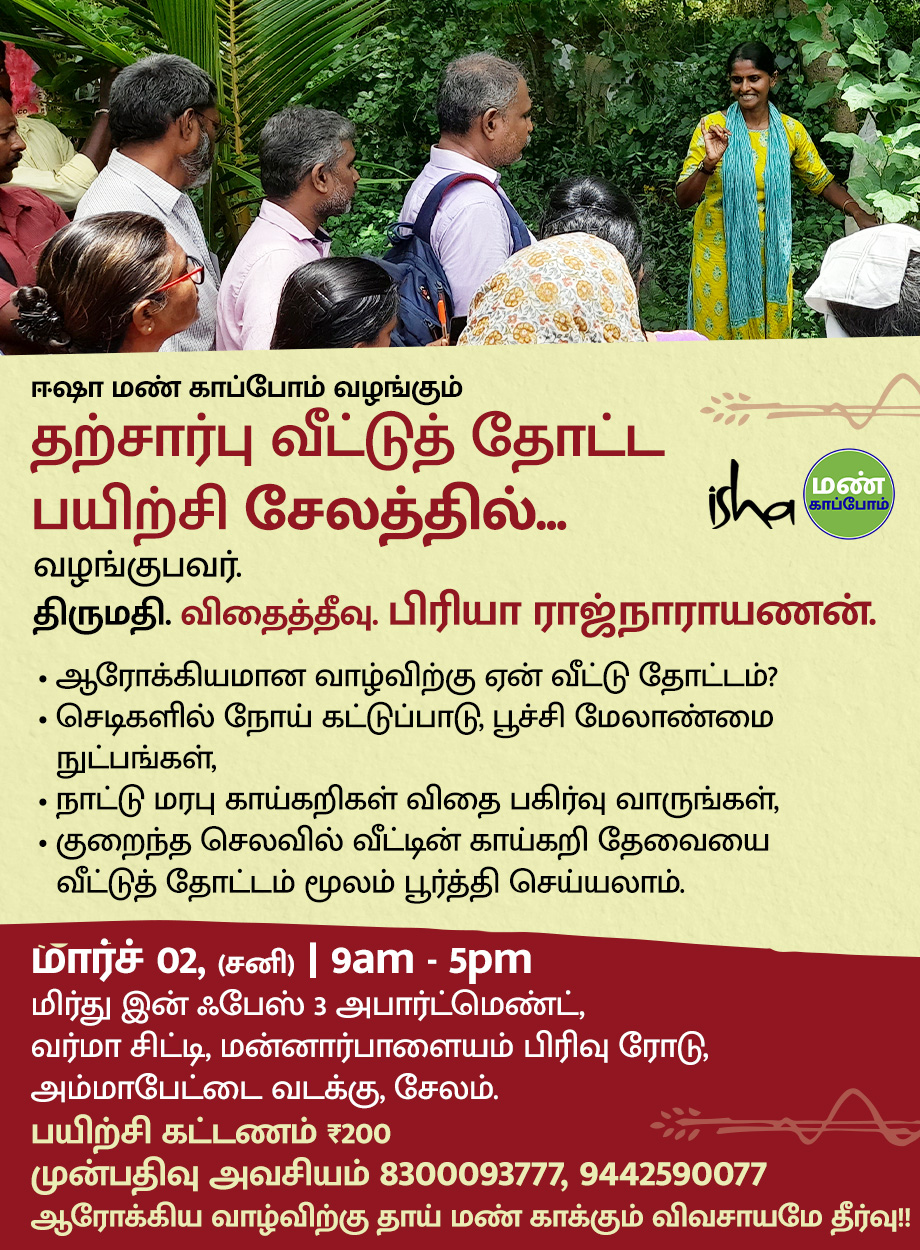 ஈஷா மண் காப்போம் வழங்கும்
தற்சார்பு வீட்டுத் தோட்ட
பயிற்சி சேலத்தில்...
isha
மண்
காப்போம்
வழங்குபவர்.
திருமதி. விதைத்தீவு. பிரியா ராஜ்நாராயணன்.
• ஆரோக்கியமான வாழ்விற்கு ஏன் வீட்டு தோட்டம்?
• செடிகளில் நோய் கட்டுப்பாடு, பூச்சி மேலாண்மை
நுட்பங்கள்,
• நாட்டு மரபு காய்கறிகள் விதை பகிர்வு வாருங்கள்,
• குறைந்த செலவில் வீட்டின் காய்கறி தேவையை
வீட்டுத் தோட்டம் மூலம் பூர்த்தி செய்யலாம்.
மார்ச் 02, (சனி) | 9am - 5pm
மிர்து இன் ஃபேஸ் 3 அபார்ட்மெண்ட்,
வர்மா சிட்டி, மன்னார்பாளையம் பிரிவு ரோடு,
அம்மாபேட்டை வடக்கு, சேலம்.
பயிற்சி கட்டணம் ₹200
முன்பதிவு அவசியம் 8300093777, 9442590077
ஆரோக்கிய வாழ்விற்கு தாய் மண் காக்கும் விவசாயமே தீர்வு!!